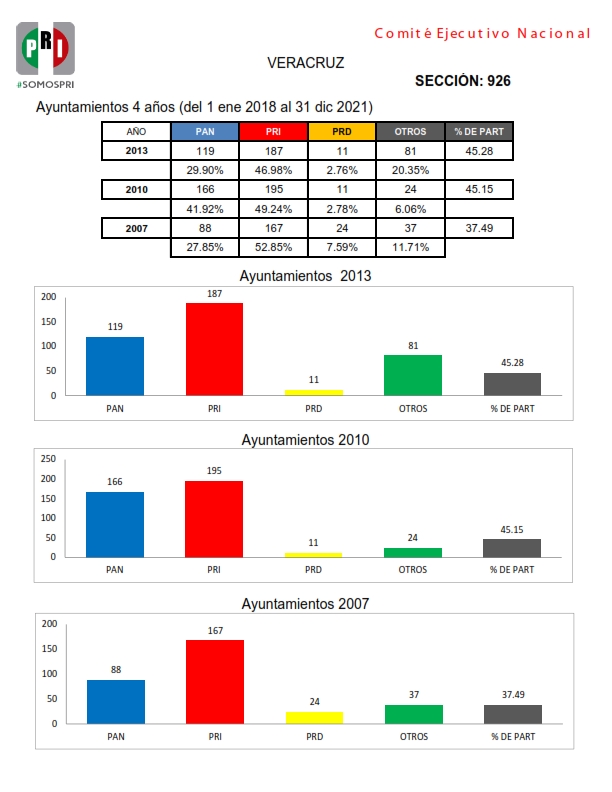 PRI
#SOMOSPRI
Comité Ejecutivo Nacional
VERACRUZ
SECCIÓN: 926
Ayuntamientos 4 años (del 1 ene 2018 al 31 dic 2021)
AÑO PAN PRI PRD OTROS % DE PART
2013 119 187 11 81 45.28
29.90% 46.98% 2.76% 20.35%
2010 166 195 11 24 45.15
41.92% 49.24% 2.78% 6.06%
2007 88 167 24 37 37.49
27.85% 52.85% 7.59% 11.71%
Ayuntamientos 2013
200
150
100
50
0
119 187 11 81 45.28
PAN PRI PRD OTROS % DE PART
Ayuntamientos 2010
250
200
150
100
50
0
166 195 11 24 45.15
PAN PRI PRD OTROS % DE PART
Ayuntamientos 2007
200
150
100
50
0
88 167 24 37 37.49
PAN PRI PRD OTROS % DE PART